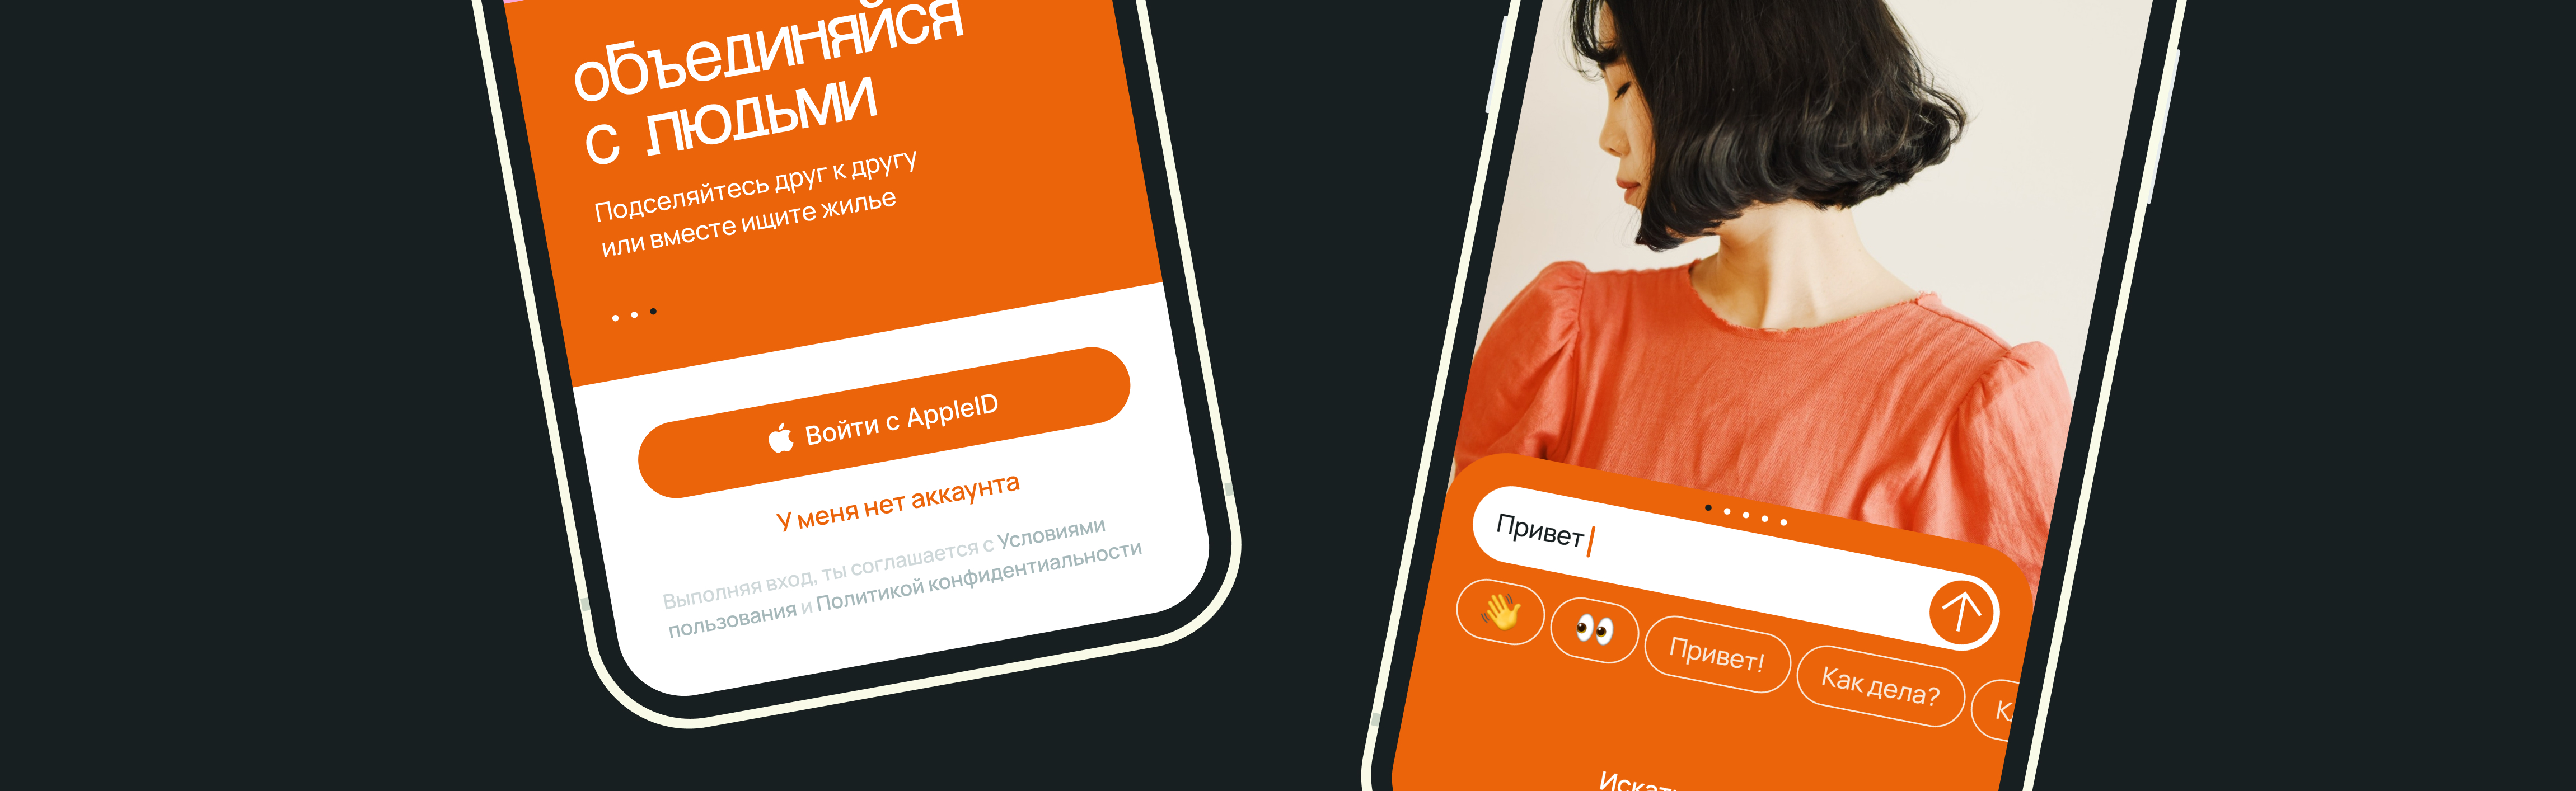 объединяйся
с людьми
Подселяйтесь друг к другу
или вместе ищите жилье
Войти с AppleID
У меня нет аккаунта
Выполняя вход, ты соглашается с Условиями
пользования и Политикой конфиденциальности
Привет
Привет!
Как дела?